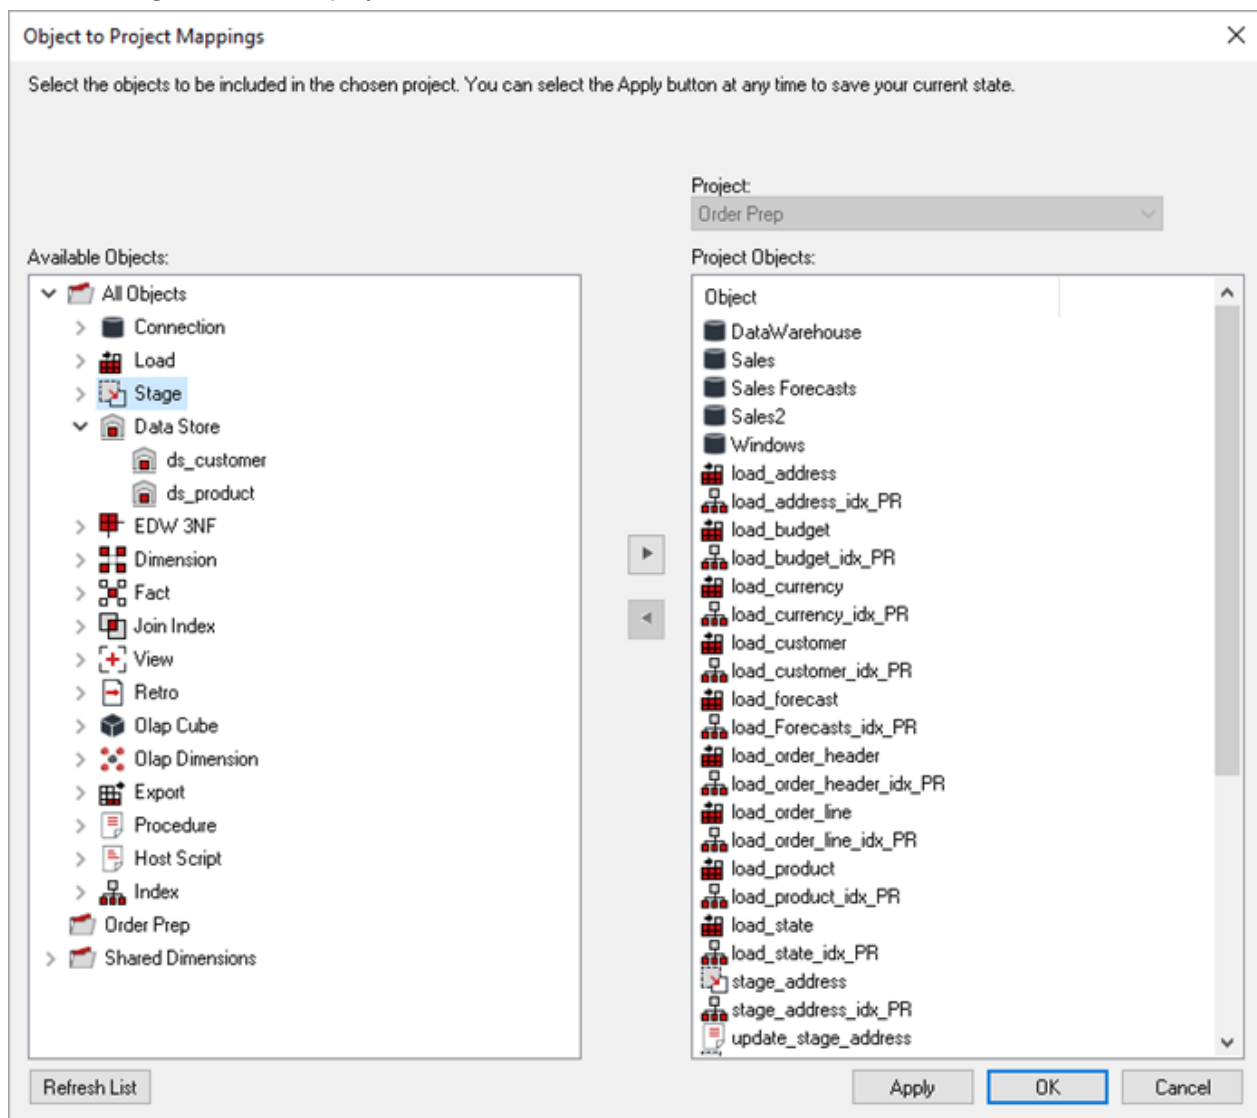 Object to Project Mappings
Select the objects to be included in the chosen project. You can select the Apply button at any time to save your current state.
Project:
Order Prep
Available Objects:
All Objects
Connection
Load
Stage
Data Store
ds_customer
ds_product
EDW 3NF
Dimension
Fact
Join Index
View
Retro
Olap Cube
Olap Dimension
Export
Procedure
Host Script
Index
Order Prep
Shared Dimensions
Project Objects:
Object
DataWarehouse
Sales
Sales Forecasts
Sales2
Windows
load_address
load_address_idx_PR
load_budget
load_budget_idx_PR
load_currency
load_currency_idx_PR
load_customer
load_customer_idx_PR
load_forecast
load_Forecasts_idx_PR
load_order_header
load_order_header_idx_PR
load_order_line
load_order_line_idx_PR
load_product
load_product_idx_PR
load_state
load_state_idx_PR
stage_address
stage_address_idx_PR
update_stage_address
Refresh List
Apply
OK
Cancel